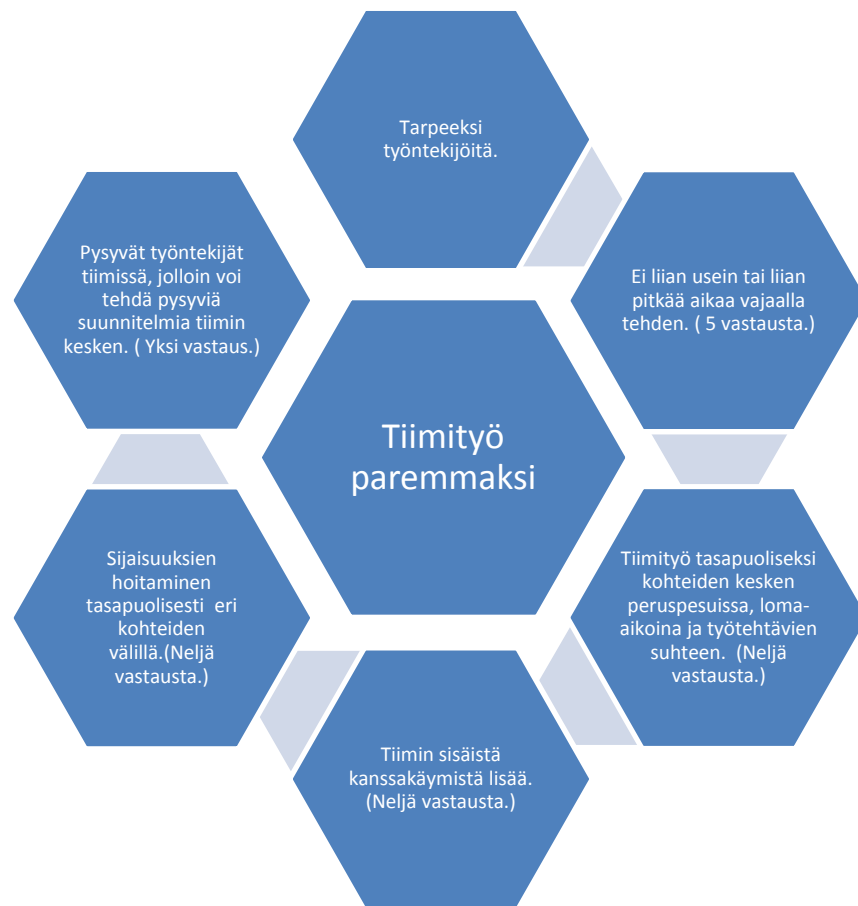 Tarpeeksi
työntekijöitä.
Ei liian usein tai liian
pitkää aikaa vajaalla
tehden. ( 5 vastausta.)
Tiimityö tasapuoliseksi
kohteiden kesken
peruspesuissa, loma-
aikoina ja työtehtävien
suhteen.  (Neljä
vastausta.)
Tiimin sisäistä
kanssakäymistä lisää.
(Neljä vastausta.)
Sijaisuuksien
hoitaminen
tasapuolisesti  eri
kohteiden
välillä.(Neljä
vastausta.)
Pysyvät työntekijät
tiimissä, jolloin voi
tehdä pysyviä
suunnitelmia tiimin
kesken. ( Yksi vastaus.)
Tiimityö
paremmaksi